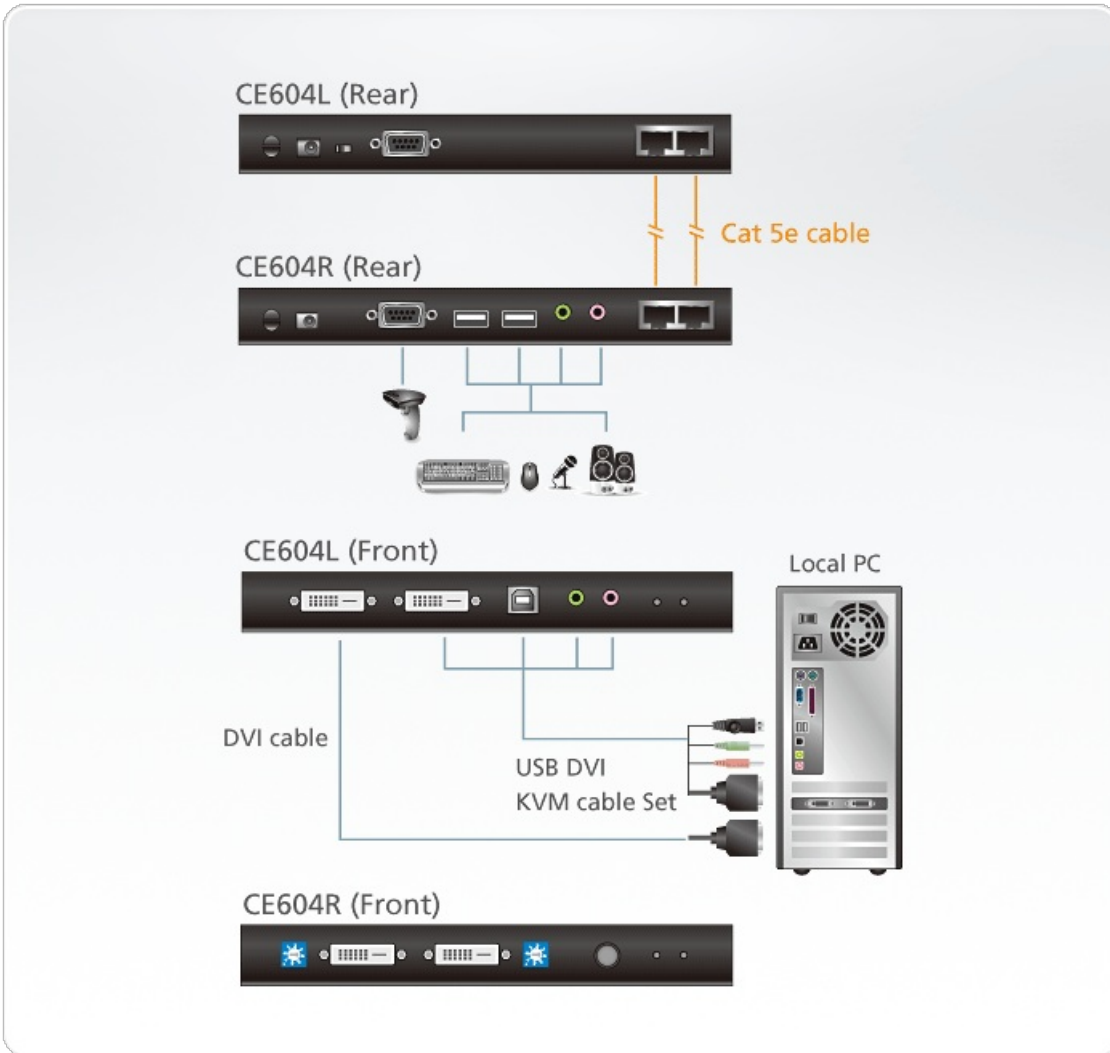 CE604L (Rear)
Cat 5e cable
CE604R (Rear)
CE604L (Front)
Local PC
DVI cable
USB DVI
KVM cable Set
CE604R (Front)